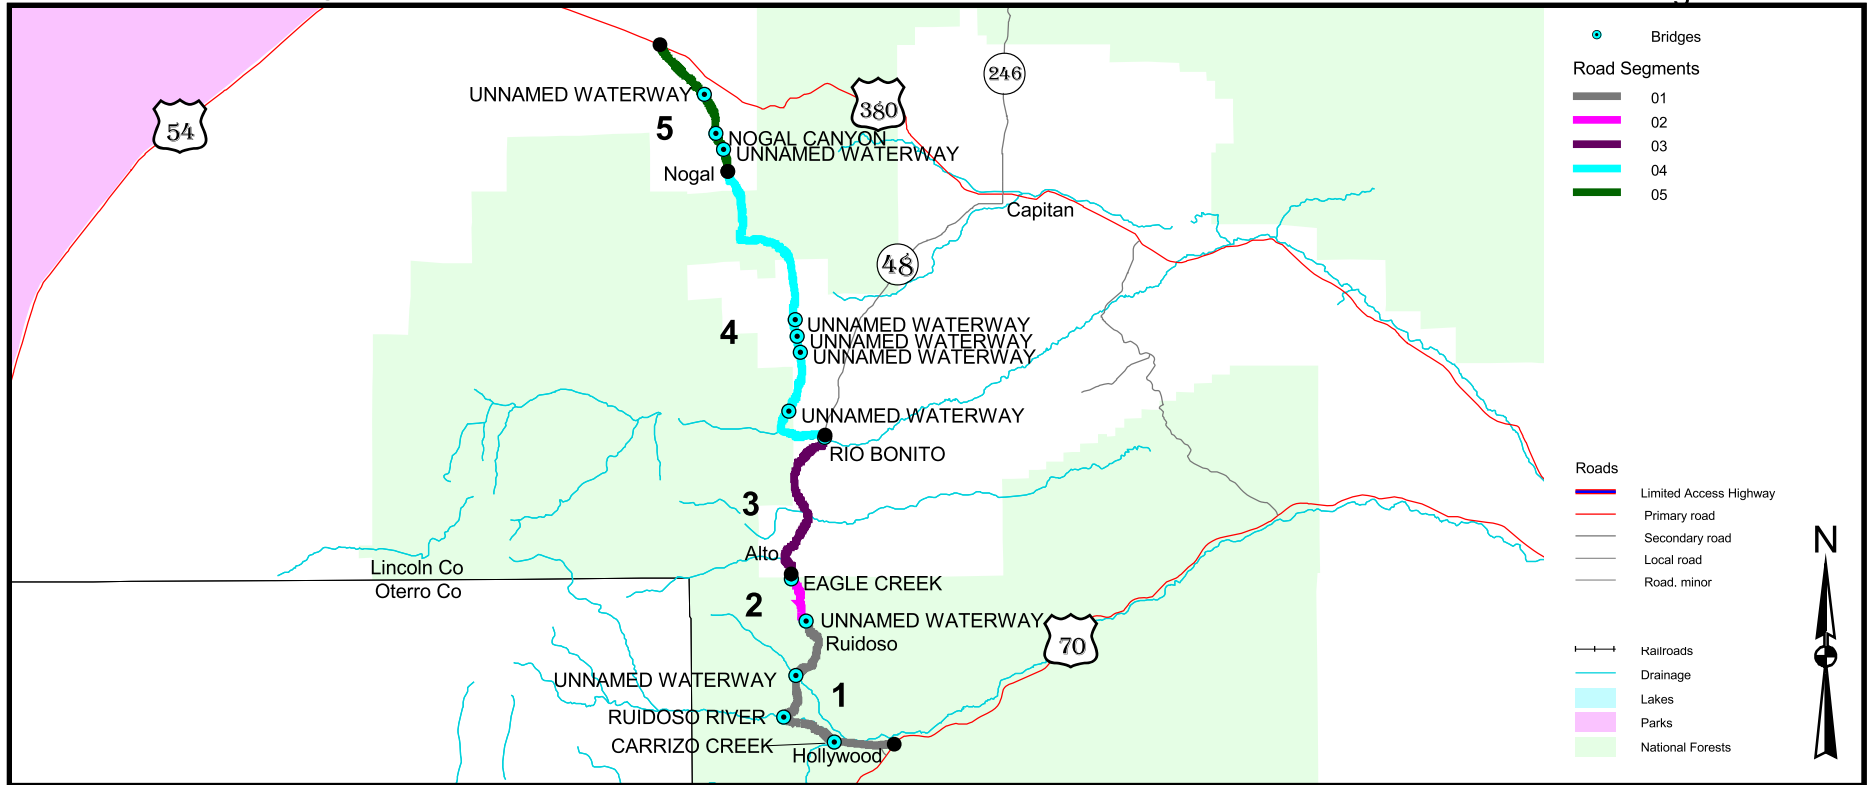 Bridges
Road Segments
01
02
03
04
05
54
380
246
UNNAMED WATERWAY
5
NOGAL CANYON
UNNAMED WATERWAY
Nogal
Capitan
48
4
UNNAMED WATERWAY
UNNAMED WATERWAY
UNNAMED WATERWAY
UNNAMED WATERWAY
RIO BONITO
3
Alto
Lincoln Co
Oterro Co
EAGLE CREEK
2
UNNAMED WATERWAY
Ruidoso
70
UNNAMED WATERWAY
1
RUIDOSO RIVER
CARRIZO CREEK
Hollywood
Roads
Limited Access Highway
Primary road
Secondary road
Local road
Road, minor
Railroads
Drainage
Lakes
Parks
National Forests
N